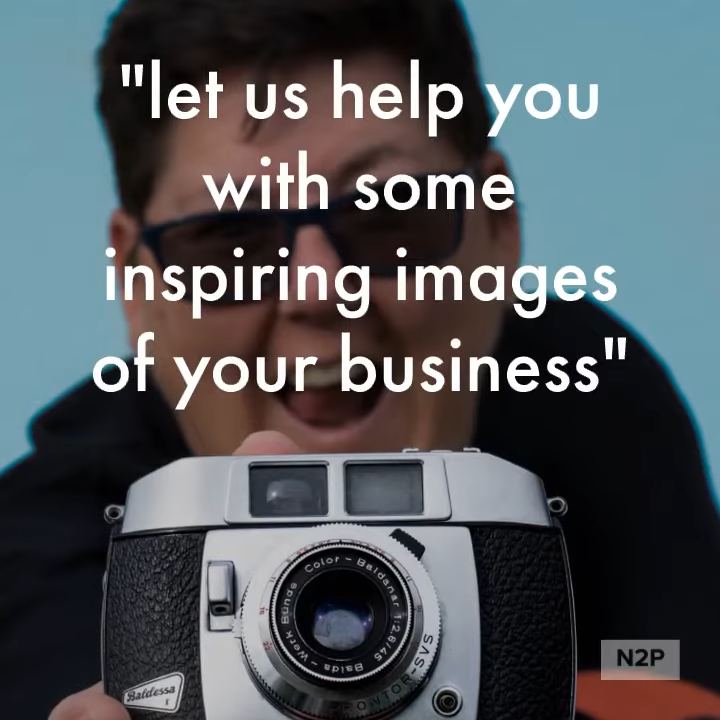 "let us help you
with some
inspiring images
of your business"
Color - Baldanar 1:2.8/45
Balda - Werk Bünde
PRONTOR-SVS
Baldessa
I
N2P